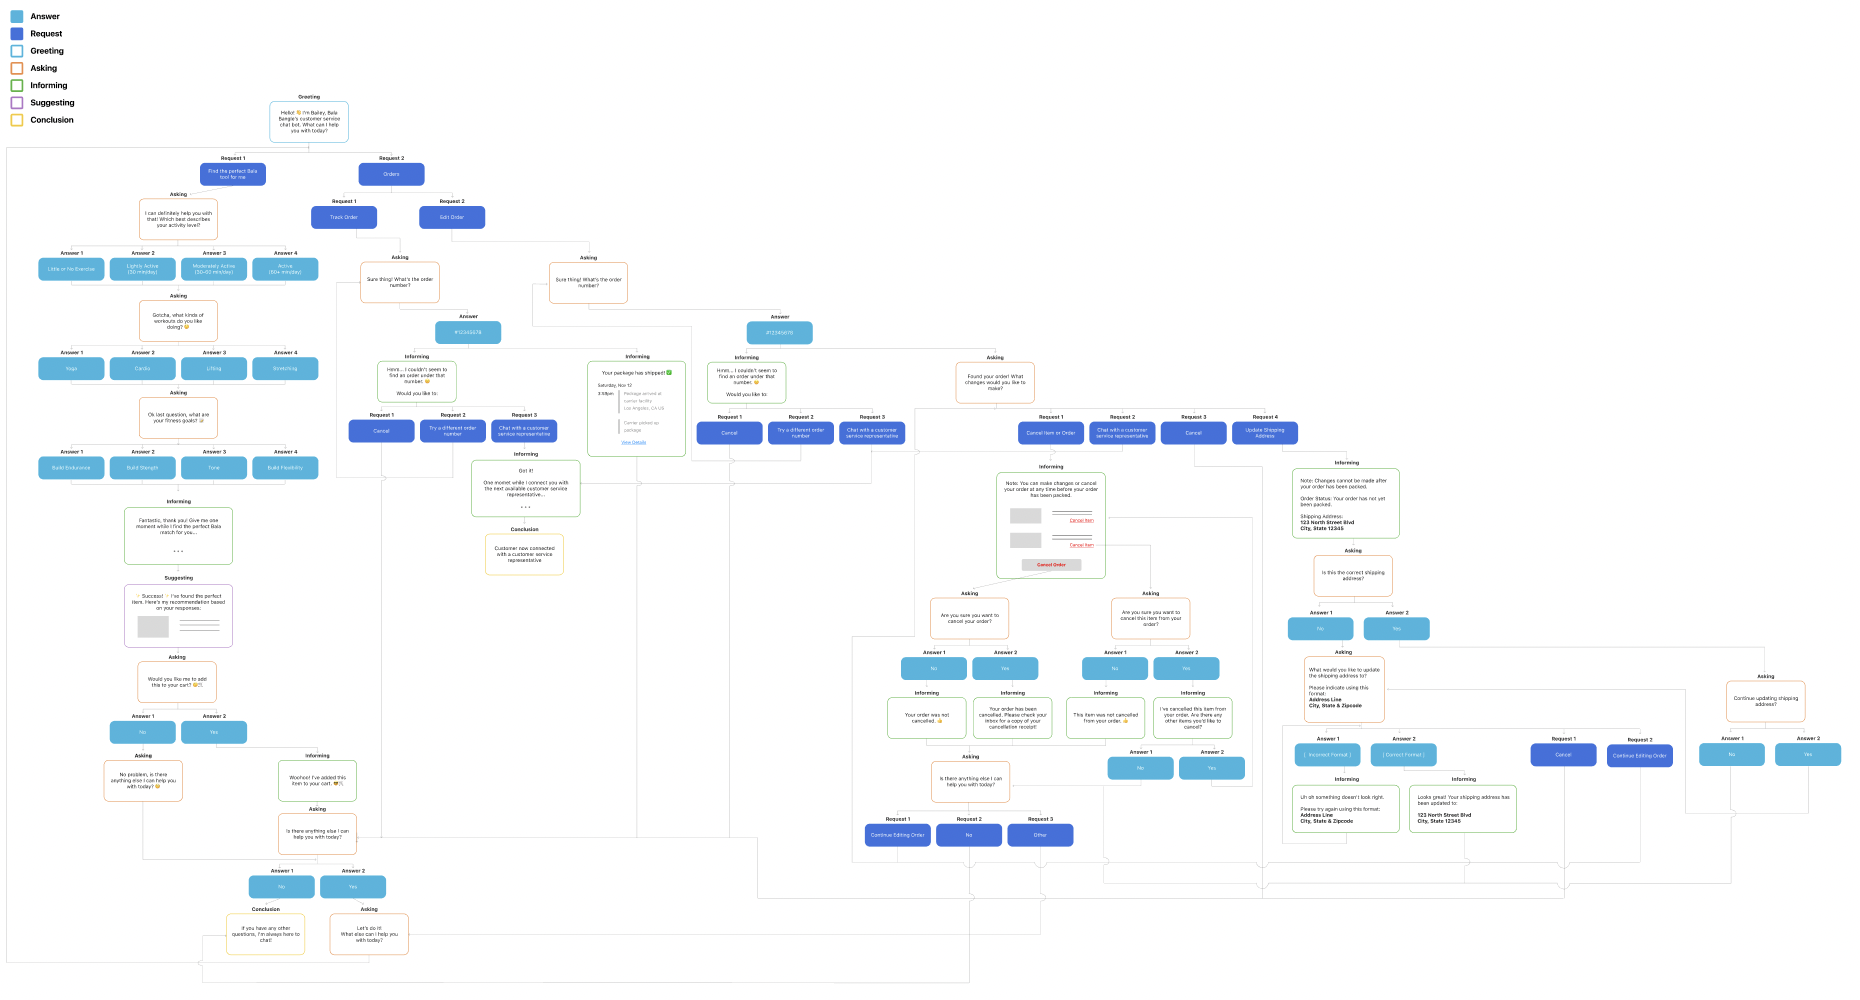 Answer
Request
Greeting
Asking
Informing
Suggesting
Conclusion
Greeting
Hello! 👋 I'm Bailey, Bala
Bangle's customer service
chat bot. What can I help
you with today?
Request 1
Find the perfect Bala
tool for me
Request 2
Orders
Asking
I can definitely help you with
that! Which best describes
your activity level?
Request 1
Track Order
Request 2
Edit Order
Answer 1
Little or No Exercise
Answer 2
Lightly Active
(30 min/day)
Answer 3
Moderately Active
(30-60 min/day)
Answer 4
Active
(60+ min/day)
Asking
Sure thing! What's the order
number?
Asking
Sure thing! What's the order
number?
Asking
Gotcha, what kinds of
workouts do you like
doing?
Answer
#12345678
Answer
#12345678
Answer 1
Yoga
Answer 2
Cardio
Answer 3
Lifting
Answer 4
Stretching
Informing
Hmm... I couldn't seem to
find an order under that
number.
Would you like to:
Informing
Your package has shipped! ✅
Saturday, Nov 12
3:08pm
Package arrived at
carrier facility
Los Angeles, CA US
Carrier picked up
package
View Details
Informing
Hmm... I couldn't seem to
find an order under that
number.
Would you like to:
Asking
Found your order! What
changes would you like to
make?
Asking
Ok last question, what are
your fitness goals?
Request 1
Cancel
Request 2
Try a different order
number
Request 3
Chat with a customer
service representative
Request 1
Cancel
Request 2
Try a different order
number
Request 3
Chat with a customer
service representative
Request 1
Cancel Item or Order
Request 2
Chat with a customer
service representative
Request 3
Cancel
Request 4
Update Shipping
Address
Answer 1
Build Endurance
Answer 2
Build Stength
Answer 3
Tone
Answer 4
Build Flexibility
Informing
Got it!
One momet while I connect you with
the next available customer service
representative...
• • •
Conclusion
Customer now connected
with a customer service
representative
Informing
Note: You can make changes or cancel
your order at any time before your order
has been packed.
Cancel Item
Cancel Item
Cancel Order
Informing
Note: Changes cannot be made after
your order has been packed.
Order Status: Your order has not yet
been packed.
Shipping Address:
123 North Street Blvd
City, State 12345
Informing
Fantastic, thank you! Give me one
moment while I find the perfect Bala
match for you...
• • •
Suggesting
✨ Success! ✨ I've found the perfect
item. Here's my recommendation based
on your responses:
Asking
Is this the correct shipping
address?
Asking
Are you sure you want to
cancel your order?
Asking
Are you sure you want to
cancel this item from your
order?
Answer 1
No
Answer 2
Yes
Answer 1
No
Answer 2
Yes
Answer 1
No
Answer 2
Yes
Asking
Would you like me to add
this to your cart?
Asking
What would you like to update
the shipping address to?
Please indicate using this
format:
Address Line
City, State & Zipcode
Asking
Continue updating shipping
address?
Informing
Your order was not
cancelled. 👍
Informing
Your order has been
cancelled. Please check your
inbox for a copy of your
cancellation receipt!
Informing
This item was not cancelled
from your order. 👍
Informing
I've cancelled this item from
your order. Are there any
other items you'd like to
cancel?
Answer 1
No
Answer 2
Yes
Answer 1
( Incorrect Format )
Answer 2
( Correct Format )
Request 1
Cancel
Request 2
Continue Editing Order
Answer 1
No
Answer 2
Yes
Asking
No problem, is there
anything else I can help you
with today?
Informing
Woohoo! I've added this
item to your cart.
Asking
Is there anything else I can
help you with today?
Answer 1
No
Answer 2
Yes
Informing
Uh oh something doesn't look right.
Please try again using this format:
Address Line
City, State & Zipcode
Informing
Looks great! Your shipping address has
been updated to:
123 North Street Blvd
City, State 12345
Asking
Is there anything else I can
help you with today?
Request 1
Continue Editing Order
Request 2
No
Request 3
Other
Answer 1
No
Answer 2
Yes
Conclusion
If you have any other
questions, I'm always here to
chat!
Asking
Let's do it!
What else can I help you
with today?